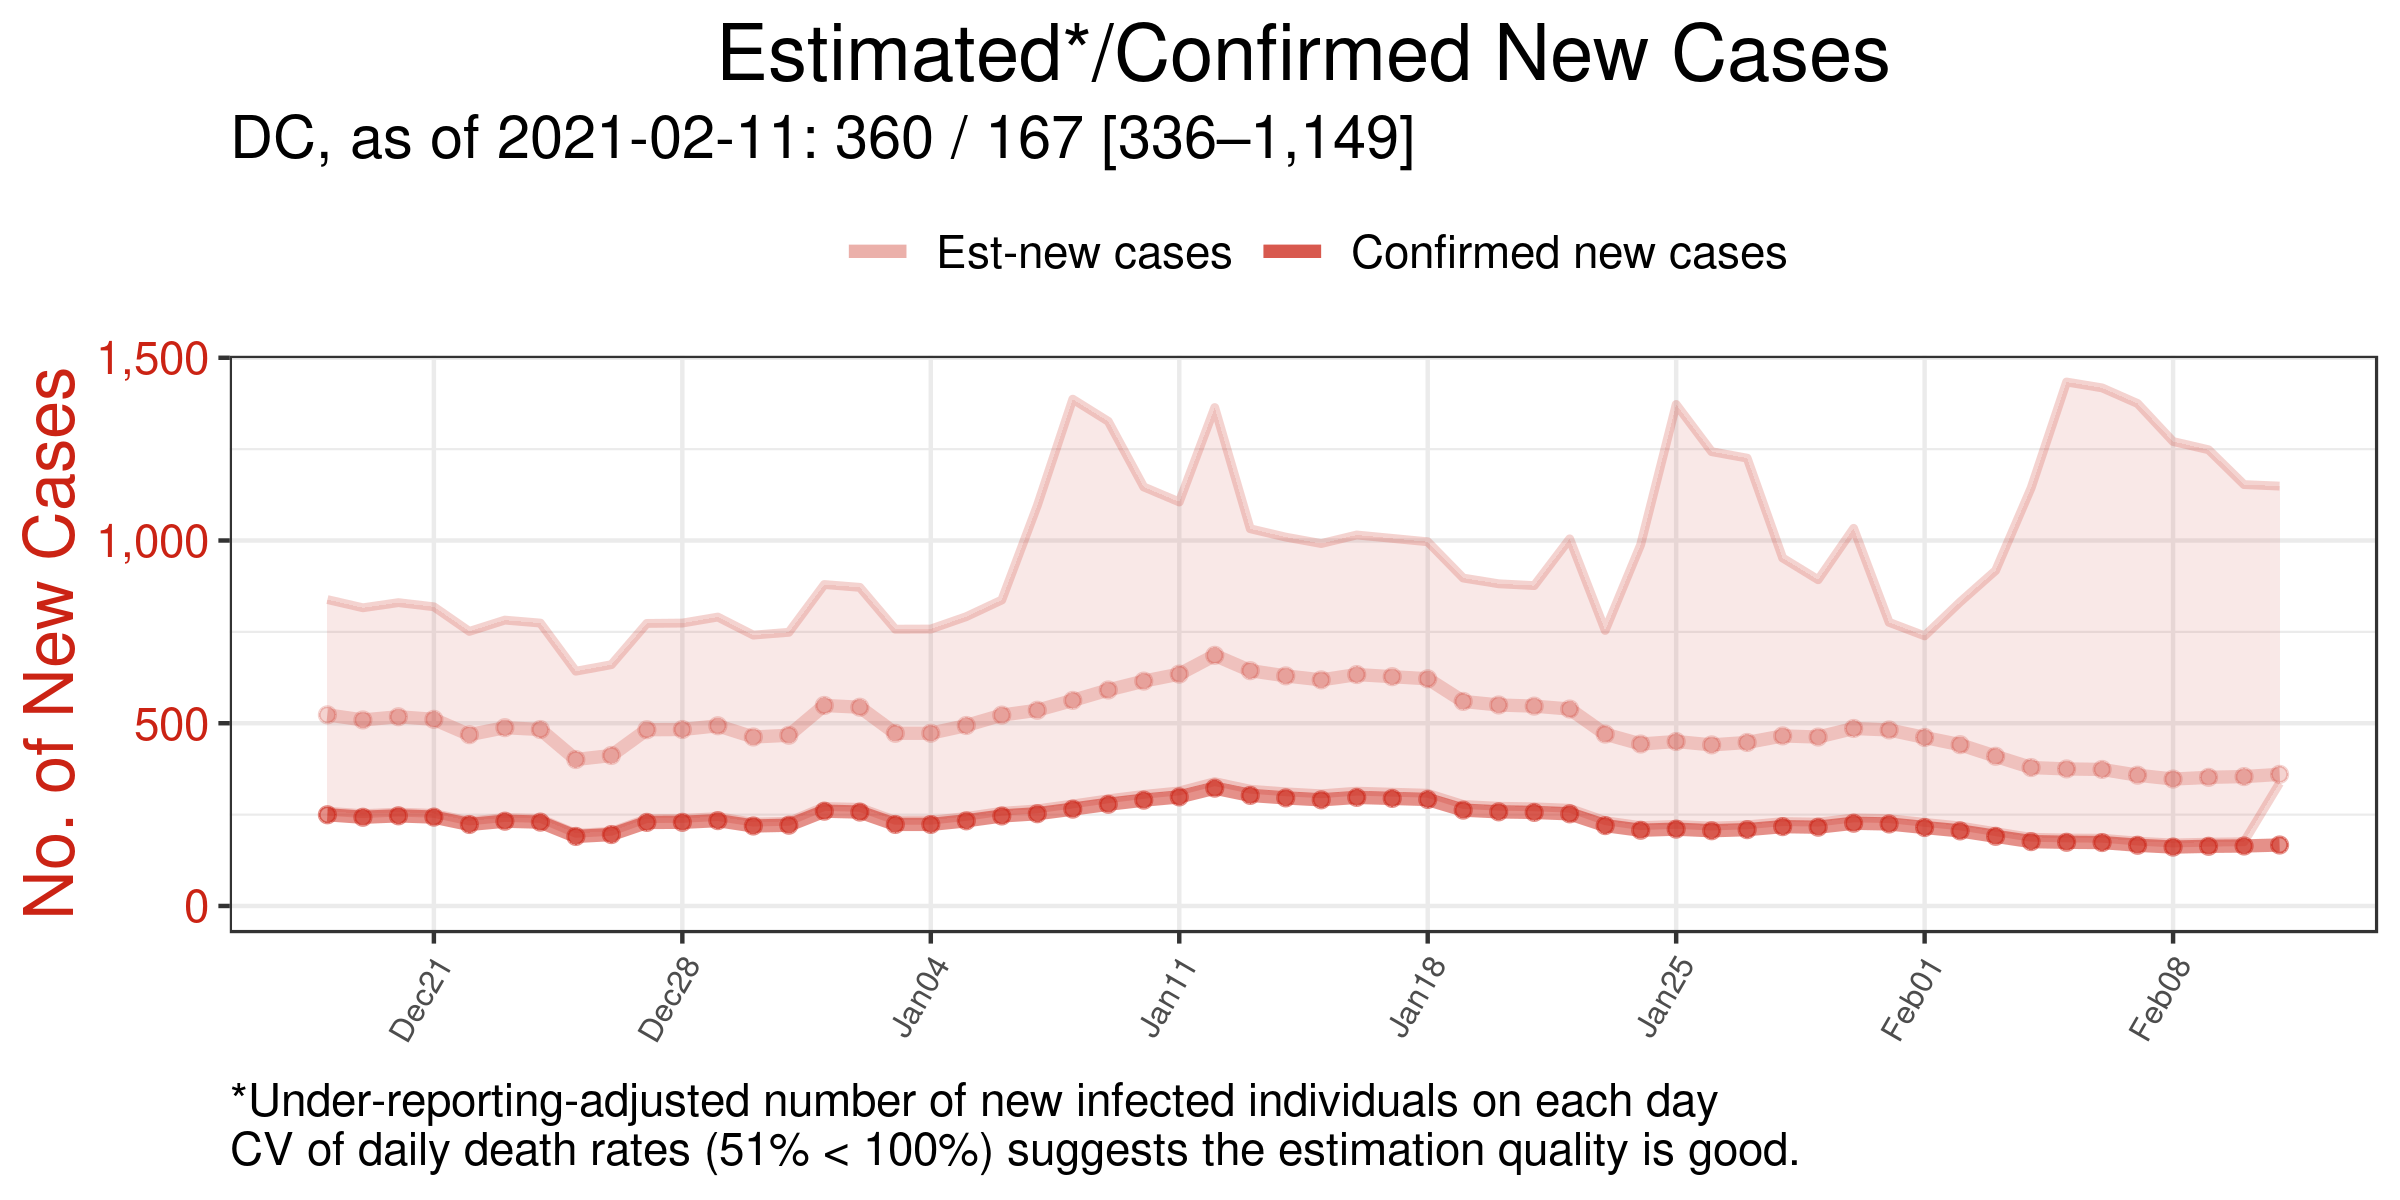 Estimated*/Confirmed New Cases
DC, as of 2021-02-11: 360 / 167 [336–1,149]
Est-new cases
Confirmed new cases
No. of New Cases
1,500
1,000
500
0
Dec21
Dec28
Jan04
Jan11
Jan18
Jan25
Feb01
Feb08
*Under-reporting-adjusted number of new infected individuals on each day
CV of daily death rates (51% < 100%) suggests the estimation quality is good.